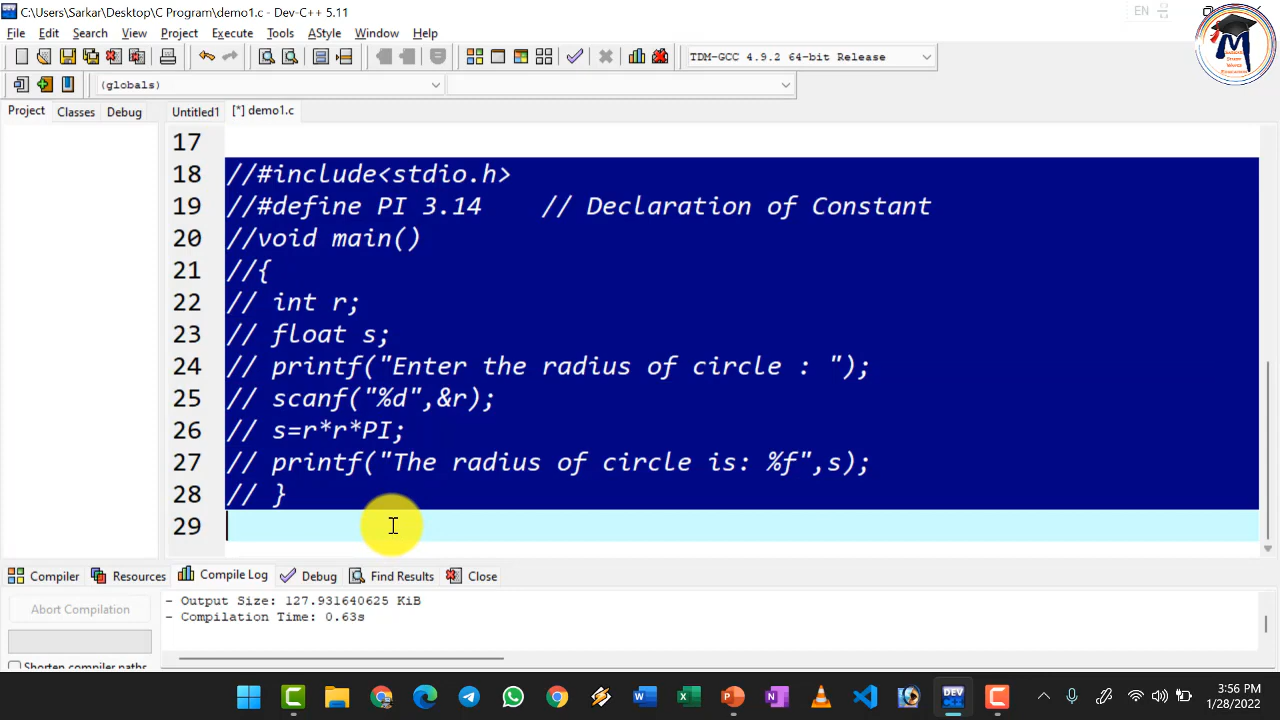 C:\Users\Sarkar\Desktop\C Program\demo1.c - Dev-C++ 5.11
EN
File Edit Search View Project Execute Tools AStyle Window Help
TDM-GCC 4.9.2 64-bit Release
(globals)
Project Classes Debug Untitled1 [*] demo1.c
17
18 //#include<stdio.h>
19 //#define PI 3.14 // Declaration of Constant
20 //void main()
21 //{
22 // int r;
23 // float s;
24 // printf("Enter the radius of circle : ");
25 // scanf("%d",&r);
26 // s=r*r*PI;
27 // printf("The radius of circle is: %f",s);
28 // }
29
Compiler Resources Compile Log Debug Find Results Close
Abort Compilation
- Output Size: 127.931640625 KiB
- Compilation Time: 0.63s
Shorten compiler paths
3:56 PM
1/28/2022